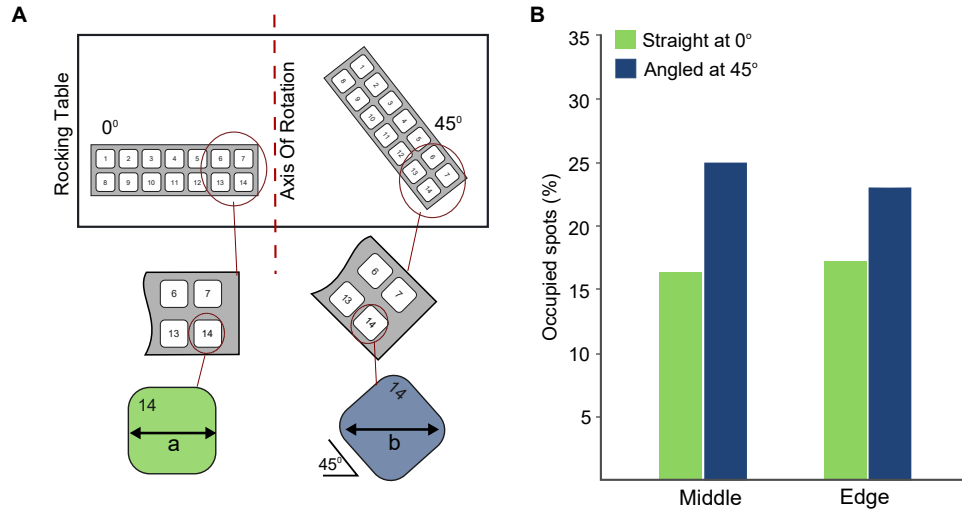 A
Rocking Table
0⁰
1 2 3 4 5 6 7
8 9 10 11 12 13 14
Axis Of Rotation
45⁰
1
8
2
9
3
10
4
11
5
12
6
13
7
14
6 7
13 14
6
13
7
14
14
a
14
b
45⁰
B
Straight at 0°
Angled at 45°
Occupied spots (%)
35
30
25
20
15
10
5
Middle
Edge